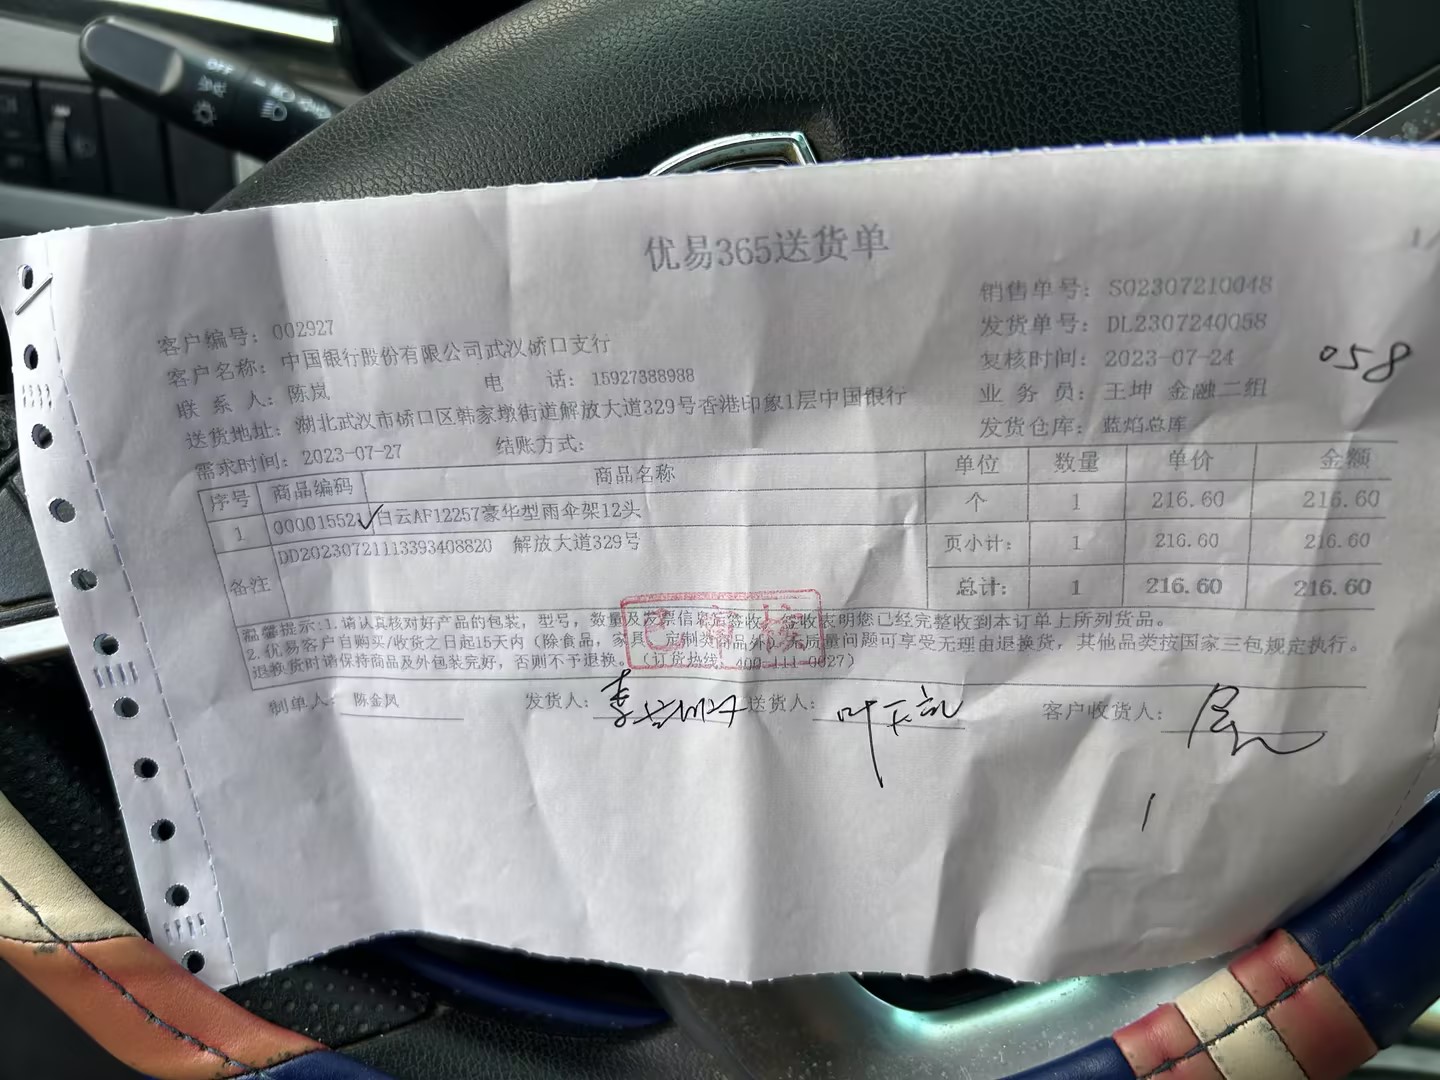 OFF
优易365送货单
1/
客户编号: 002927
销售单号: SO2307210048
客户名称: 中国银行股份有限公司武汉硚口支行
发货单号: DL2307240058
联 系 人: 陈岚 电 话: 15927388988
复核时间: 2023-07-24
058
送货地址: 湖北武汉市硚口区韩家墩街道解放大道329号香港印象1层中国银行
业 务 员: 王坤 金融二组
需求时间: 2023-07-27 结账方式:
发货仓库: 蓝焰总库
序号 商品编码 商品名称 单位 数量 单价 金额
1 000015521 白云AF12257豪华型雨伞架12头 个 1 216.60 216.60
备注 DD20230721113393408820 解放大道329号
页小计: 1 216.60 216.60
总计: 1 216.60 216.60
已审核
温馨提示:1.请认真核对好产品的包装，型号，数量及发票信息后签收，签收表明您已经完整收到本订单上所列货品。
2.优易客户自购买/收货之日起15天内（除食品，家具，定制类商品外）无质量问题可享受无理由退换货，其他品类按国家三包规定执行。
退换货时请保持商品及外包装完好，否则不予退换。（订货热线: 400-111-0027）
制单人: 陈金凤 发货人: 送货人: 客户收货人:
1